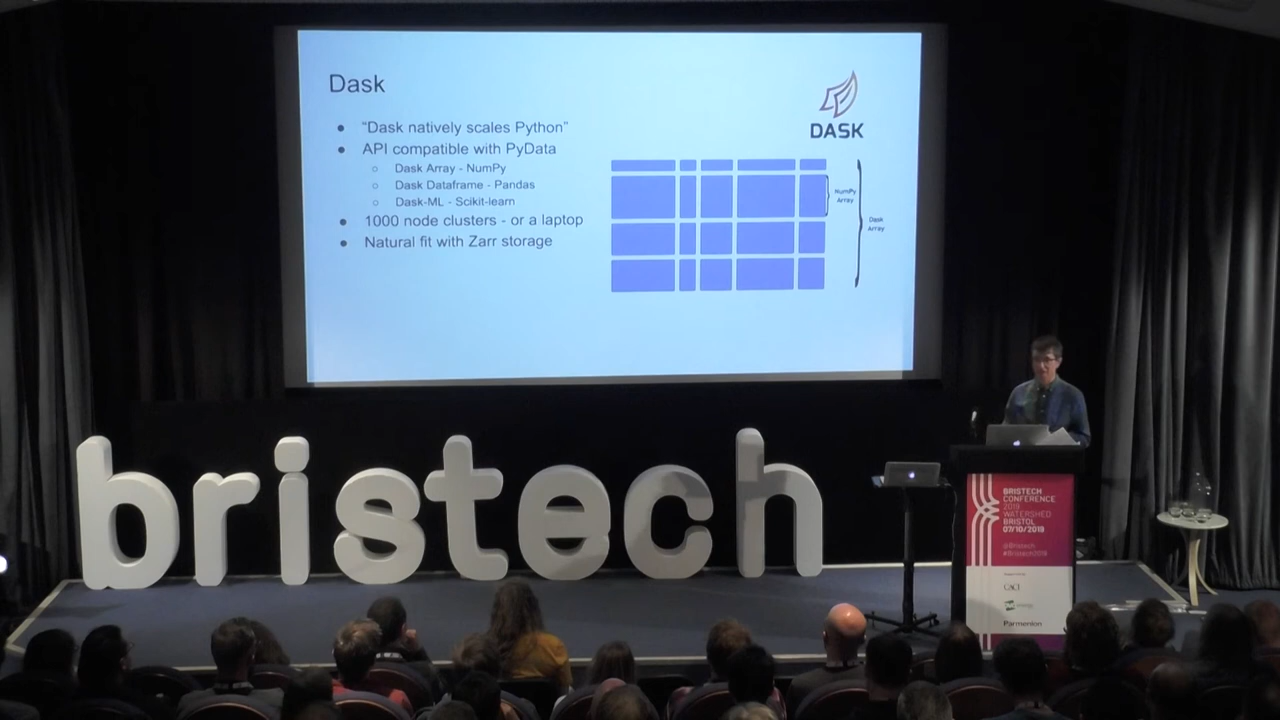 Dask
DASK
“Dask natively scales Python”
API compatible with PyData
Dask Array - NumPy
Dask Dataframe - Pandas
Dask-ML - Scikit-learn
1000 node clusters - or a laptop
Natural fit with Zarr storage
NumPy
Array
Dask
Array
bristech
BRISTECH
CONFERENCE
2019
WATERSHED
BRISTOL
07/10/2019
@Bristech
#Bristech2019
CACI
Parmenion